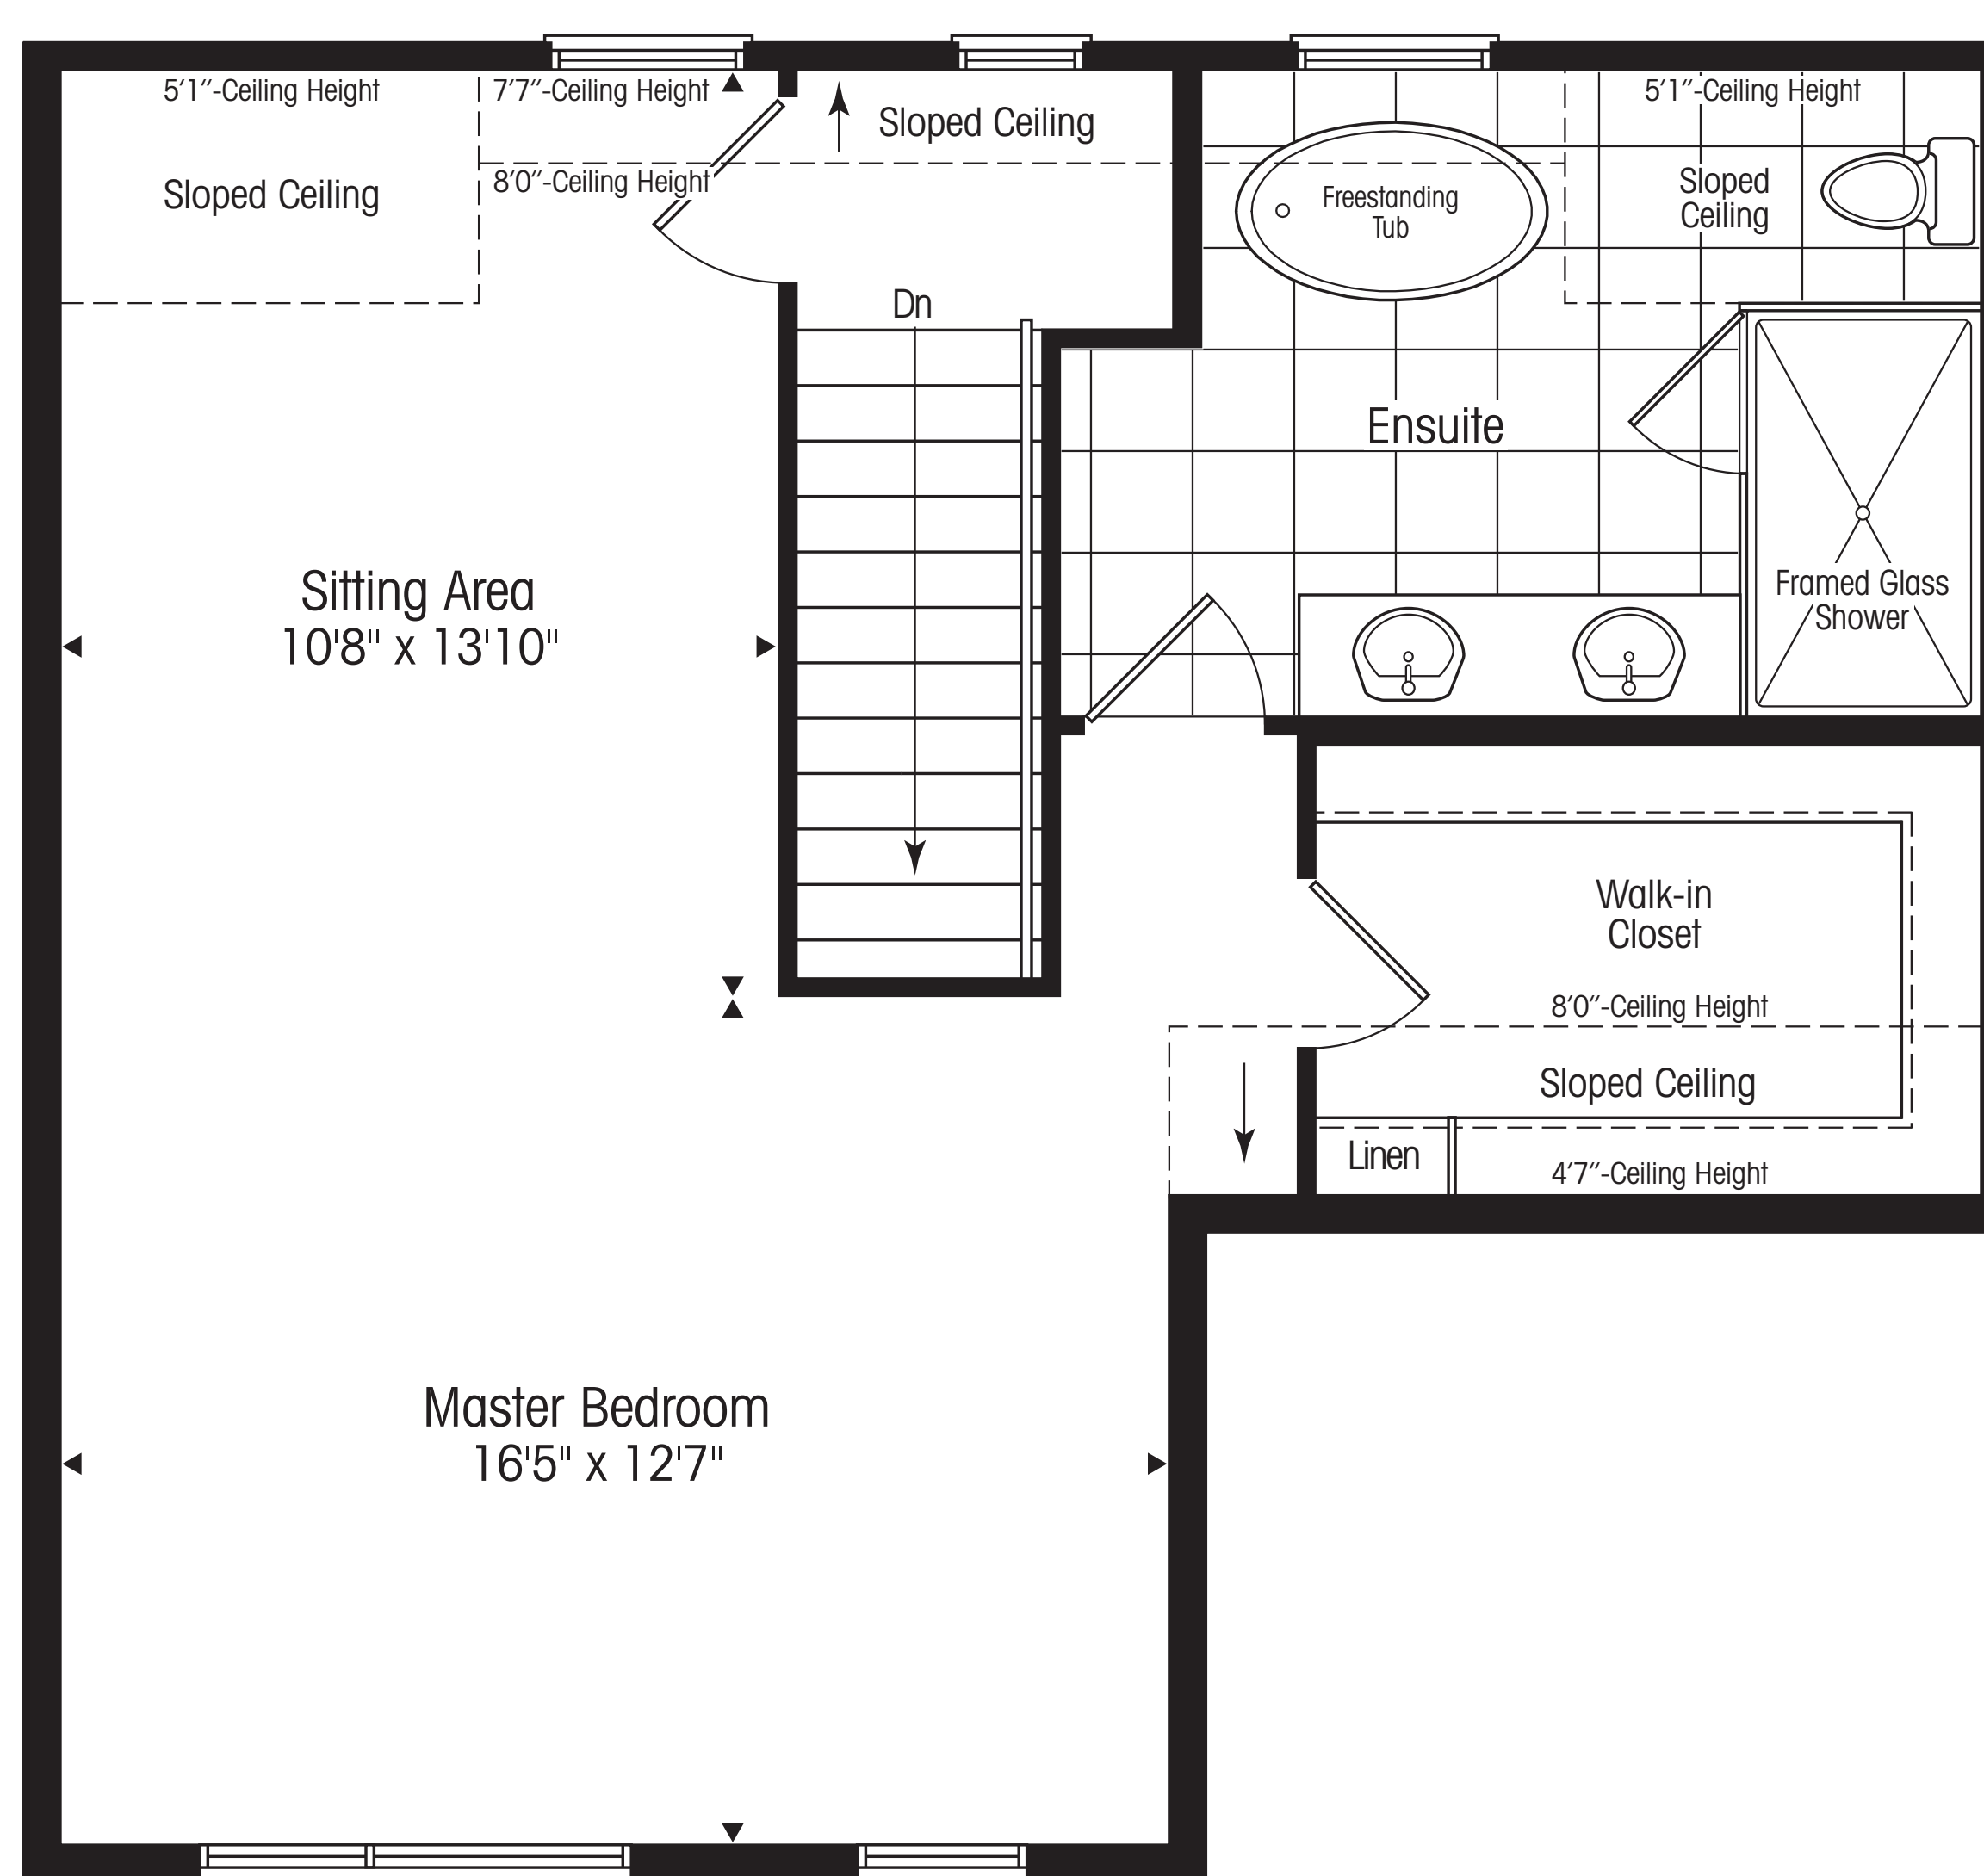 5′1″-Ceiling Height
7′7″-Ceiling Height
5′1″-Ceiling Height
Sloped Ceiling
Sloped Ceiling
8′0″-Ceiling Height
Freestanding
Tub
Sloped
Ceiling
Dn
Ensuite
Sitting Area
10'8" x 13'10"
Framed Glass
Shower
Walk-in
Closet
8′0″-Ceiling Height
Sloped Ceiling
Linen
4′7″-Ceiling Height
Master Bedroom
16'5" x 12'7"